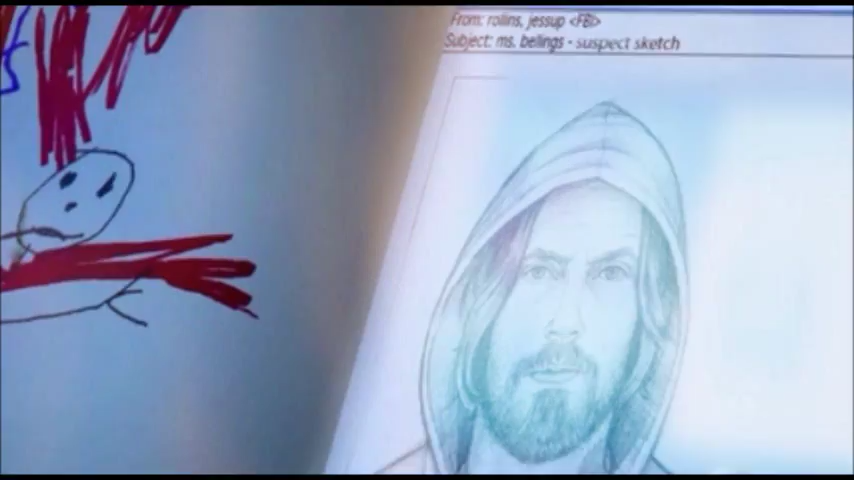 From: rollins, jessup <FBI>
Subject: ms. bellings - suspect sketch